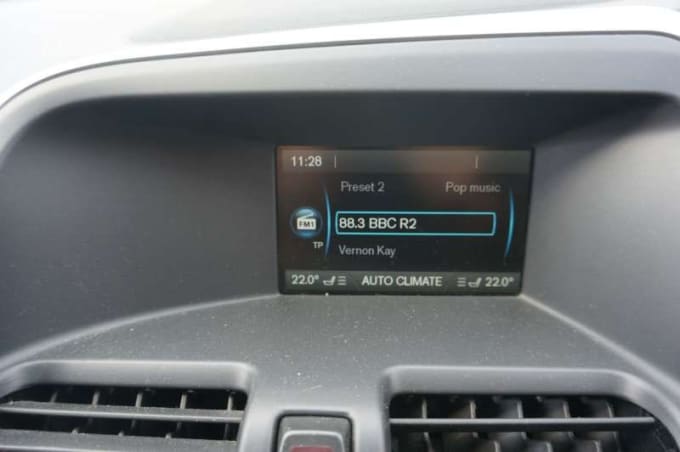 11:28
Preset 2 Pop music
FM1
88.3 BBC R2
TP
Vernon Kay
22.0° AUTO CLIMATE 22.0°